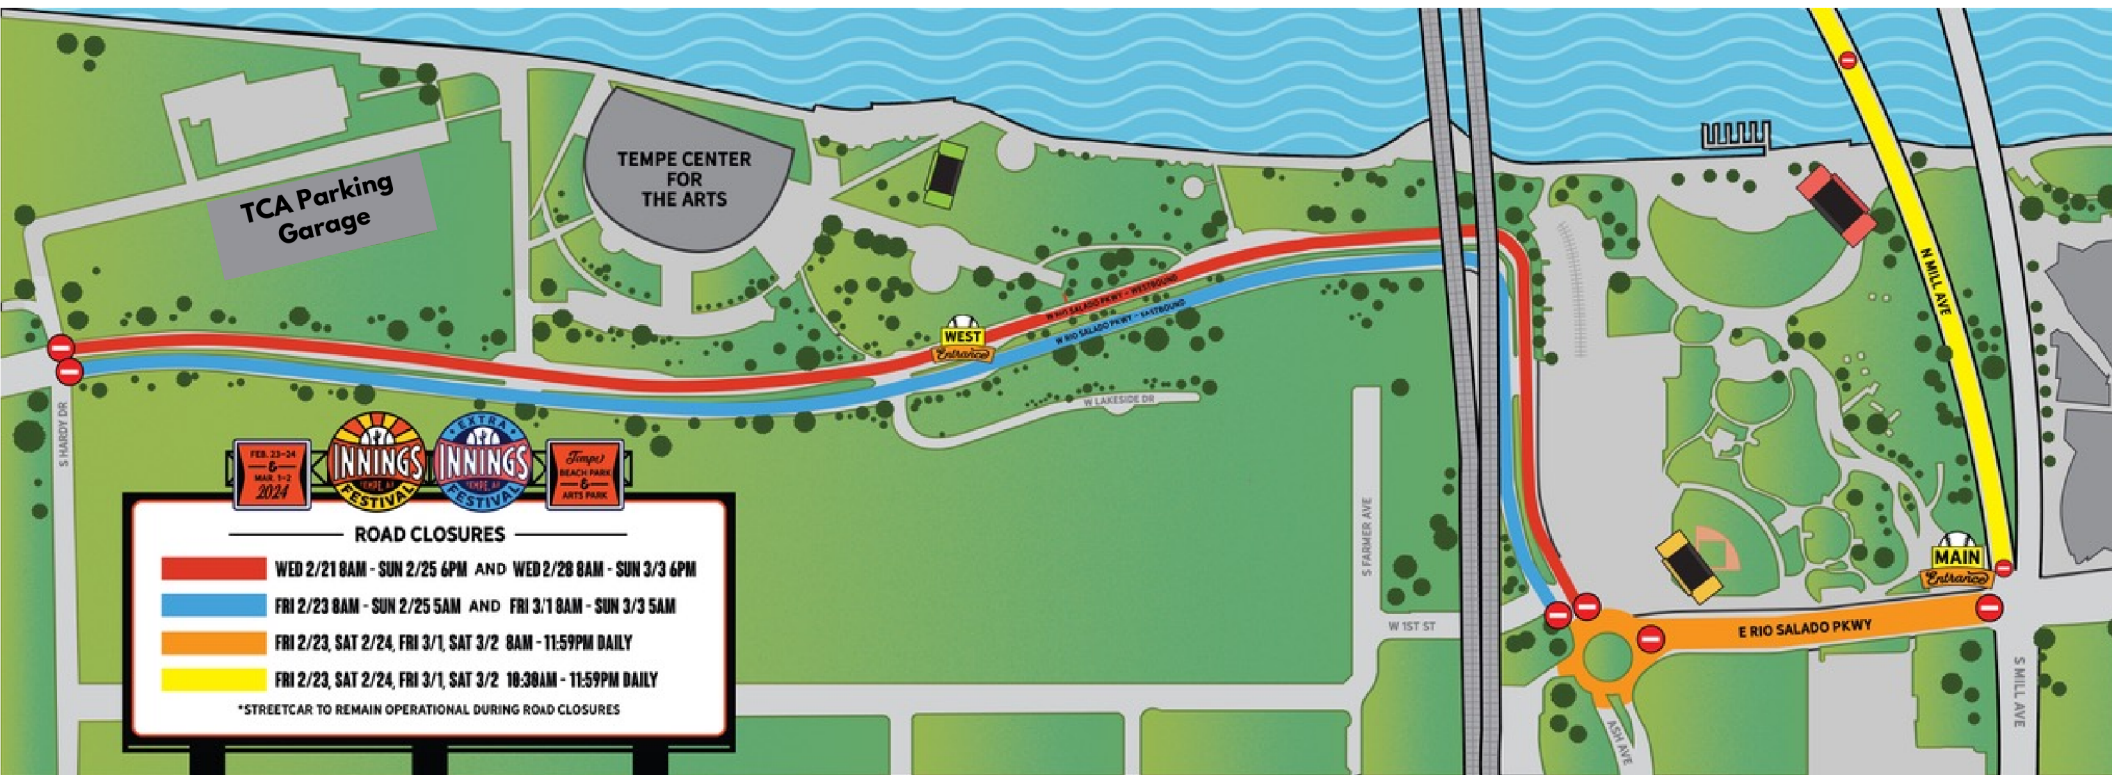 TEMPE CENTER
FOR
THE ARTS
TCA Parking
Garage
N MILL AVE
W RIO SALADO PKWY - WESTBOUND
W RIO SALADO PKWY - EASTBOUND
WEST
Entrance
W LAKESIDE DR
S HARDY DR
S FARMER AVE
W 1ST ST
MAIN
Entrance
E RIO SALADO PKWY
S MILL AVE
ASH AVE
FEB. 23-24
&
MAR. 1-2
2024
INNINGS
TEMPE, AZ
FESTIVAL
EXTRA
INNINGS
TEMPE, AZ
FESTIVAL
Tempe
BEACH PARK
&
ARTS PARK
ROAD CLOSURES
WED 2/21 8AM - SUN 2/25 6PM AND WED 2/28 8AM - SUN 3/3 6PM
FRI 2/23 8AM - SUN 2/25 5AM AND FRI 3/1 8AM - SUN 3/3 5AM
FRI 2/23, SAT 2/24, FRI 3/1, SAT 3/2 8AM - 11:59PM DAILY
FRI 2/23, SAT 2/24, FRI 3/1, SAT 3/2 10:30AM - 11:59PM DAILY
*STREETCAR TO REMAIN OPERATIONAL DURING ROAD CLOSURES